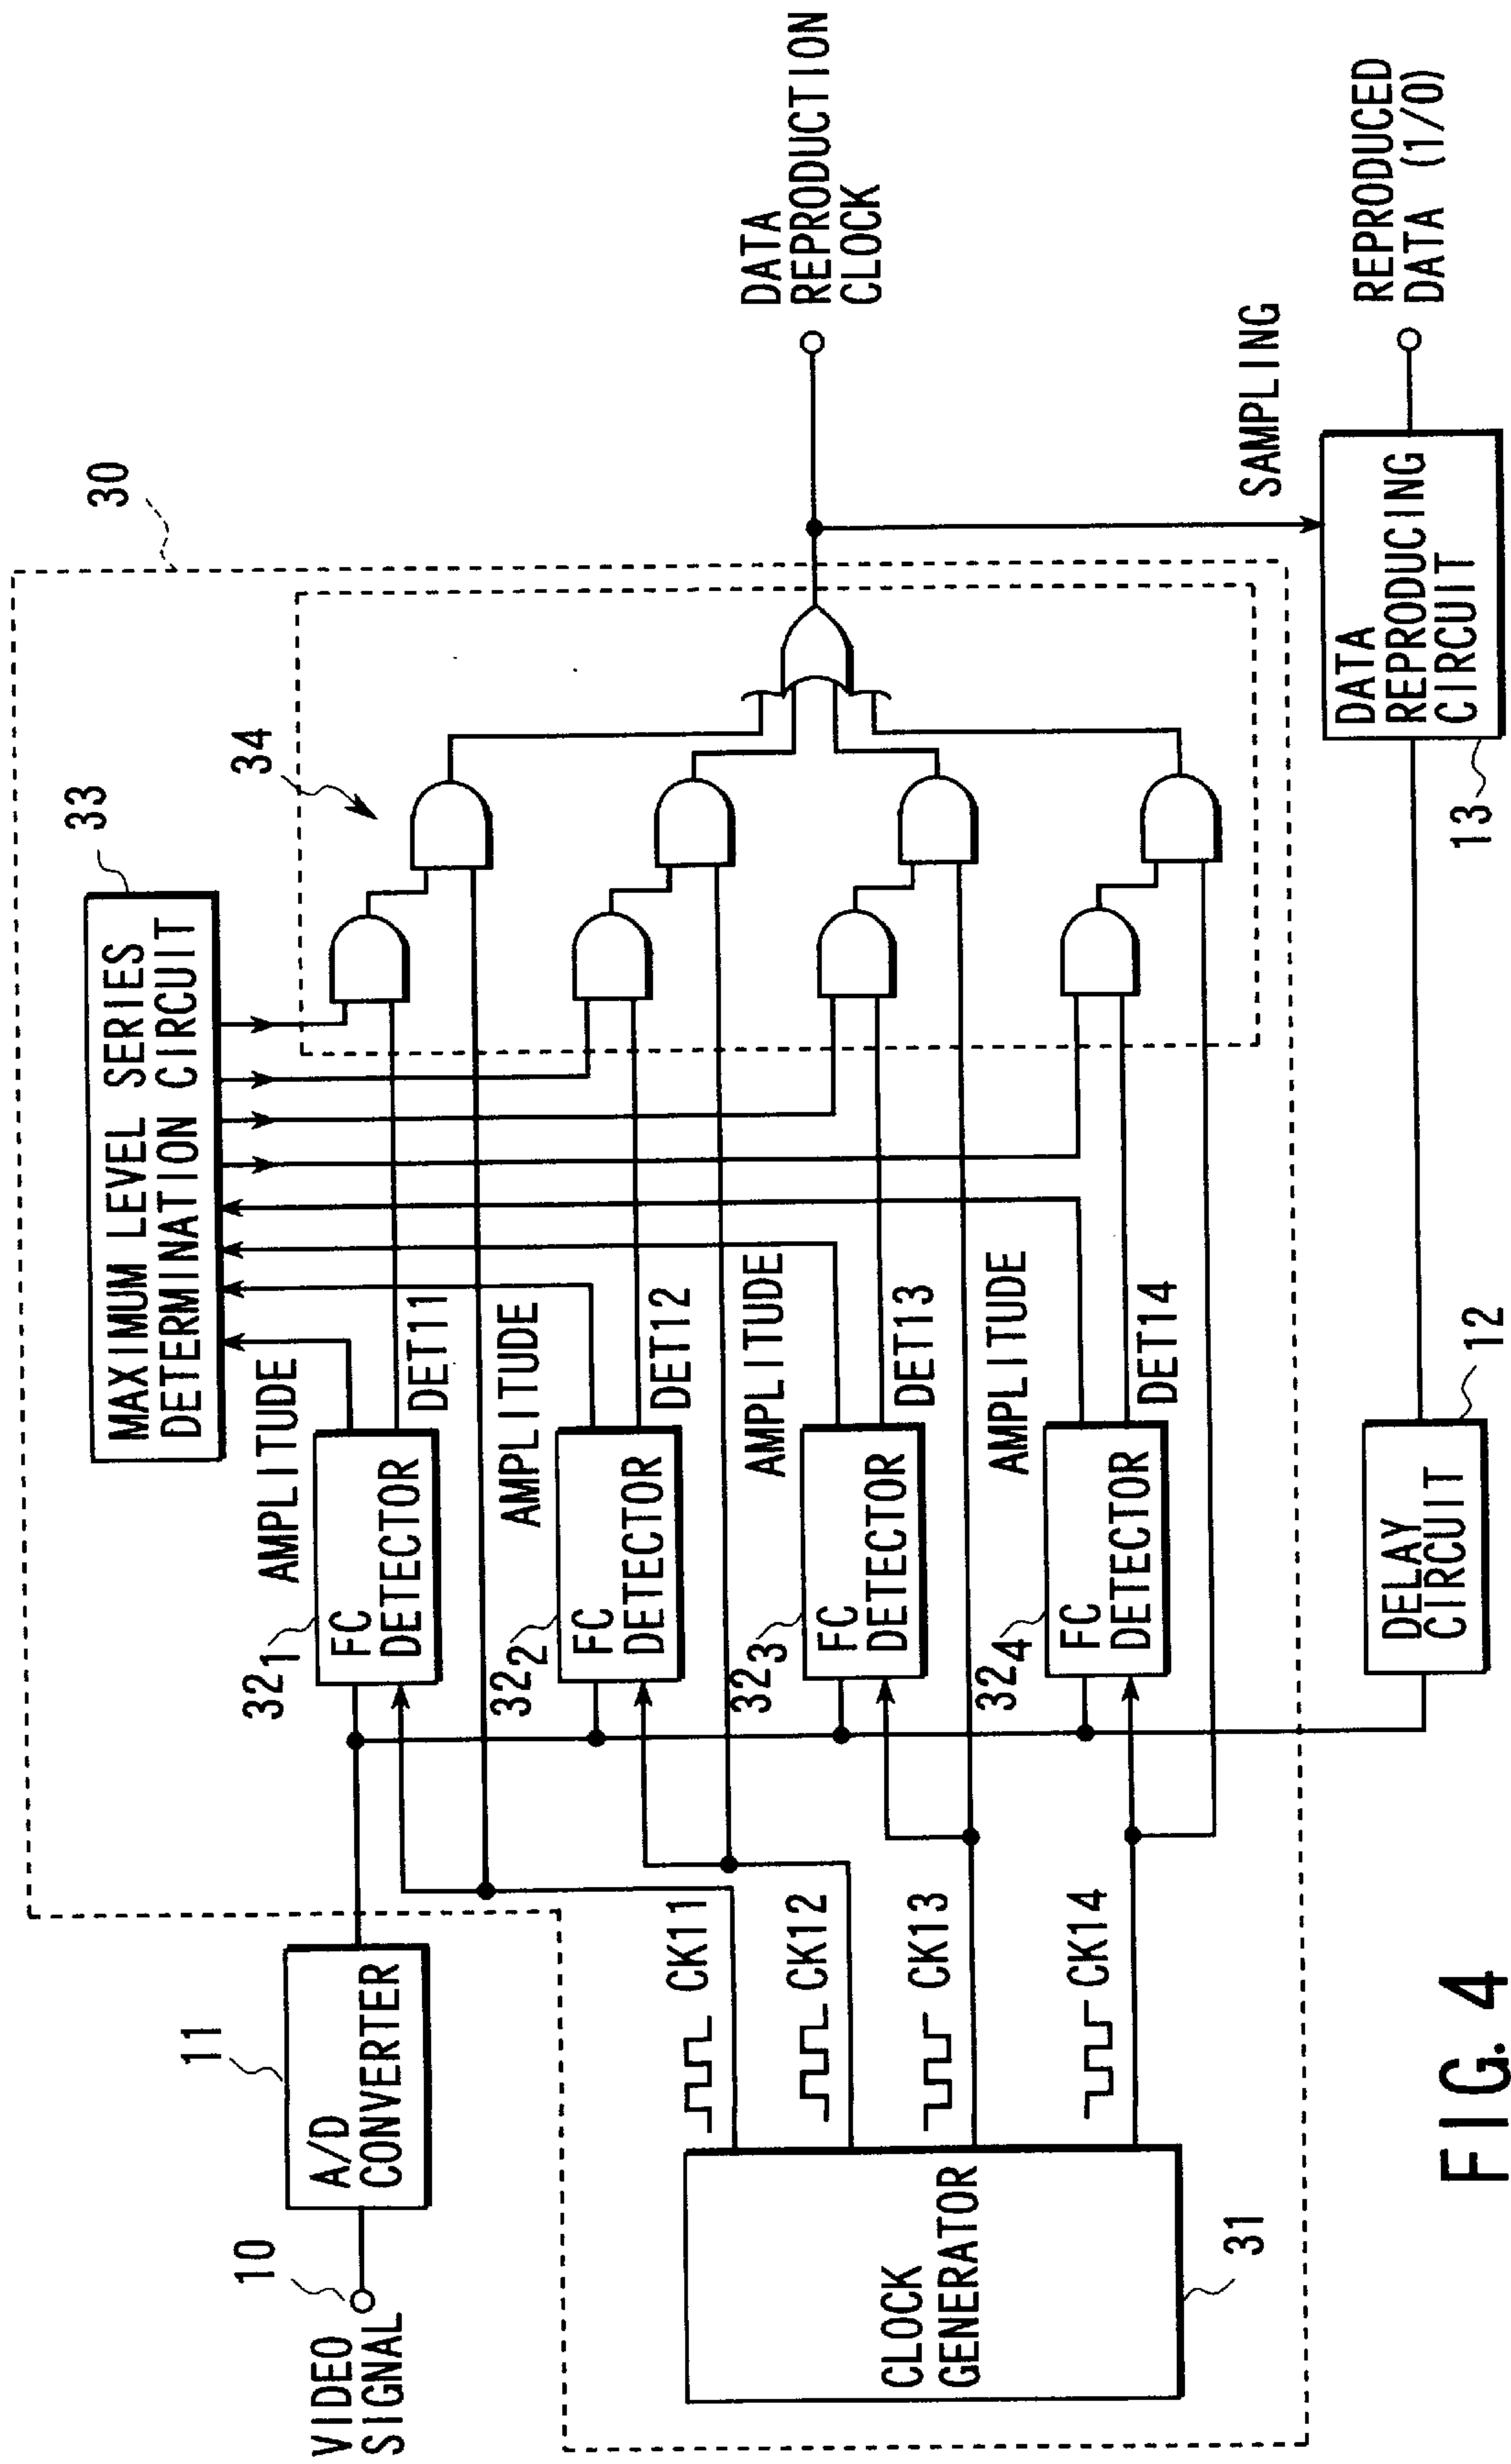 30
33
MAXIMUM LEVEL SERIES
DETERMINATION CIRCUIT
34
VIDEO
SIGNAL
10
11
A/D
CONVERTER
32₁
FC
DETECTOR
AMPLITUDE
DET11
32₂
FC
DETECTOR
AMPLITUDE
DET12
32₃
FC
DETECTOR
AMPLITUDE
DET13
32₄
FC
DETECTOR
AMPLITUDE
DET14
CLOCK
GENERATOR
31
CK11
CK12
CK13
CK14
DATA
REPRODUCTION
CLOCK
SAMPLING
DELAY
CIRCUIT
12
DATA
REPRODUCING
CIRCUIT
13
REPRODUCED
DATA (1/0)
FIG. 4